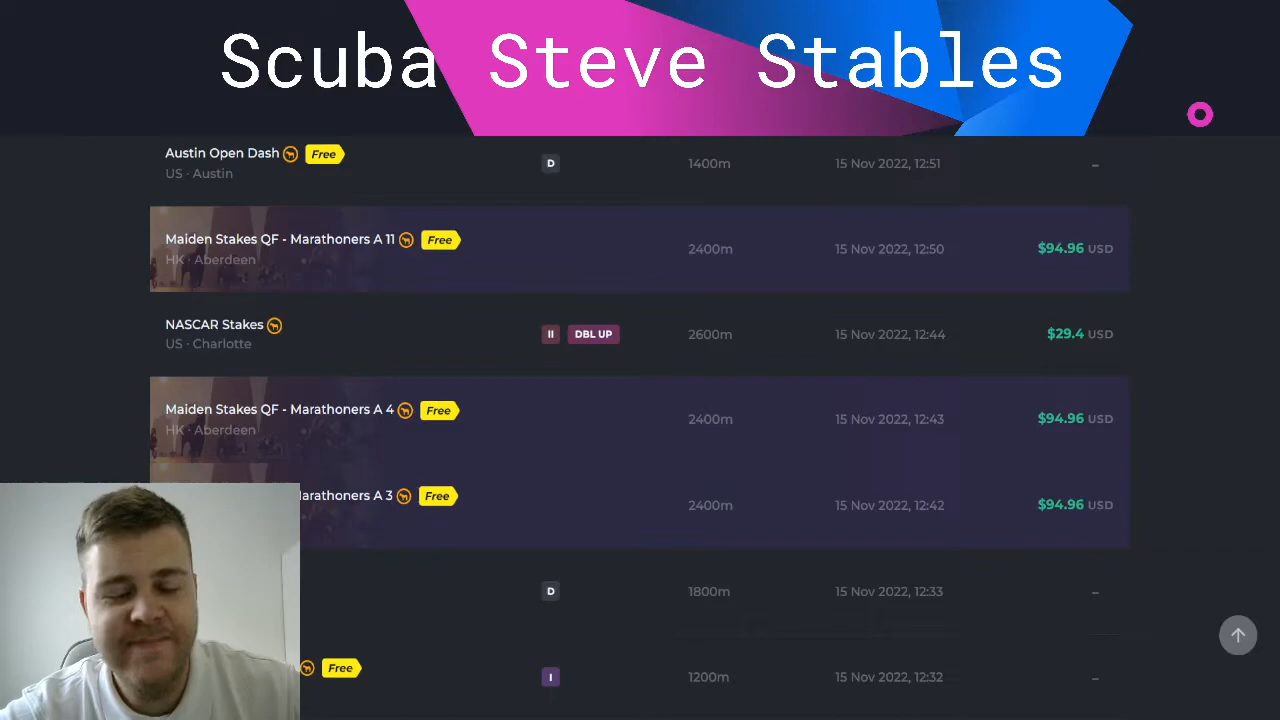 Scuba Steve Stables
Austin Open Dash Free D 1400m 15 Nov 2022, 12:51 –
US · Austin
Maiden Stakes QF - Marathoners A 11 Free 2400m 15 Nov 2022, 12:50 $94.96 USD
HK · Aberdeen
NASCAR Stakes II DBL UP 2600m 15 Nov 2022, 12:44 $29.4 USD
US · Charlotte
Maiden Stakes QF - Marathoners A 4 Free 2400m 15 Nov 2022, 12:43 $94.96 USD
HK · Aberdeen
arathoners A 3 Free 2400m 15 Nov 2022, 12:42 $94.96 USD
D 1800m 15 Nov 2022, 12:33 –
Free I 1200m 15 Nov 2022, 12:32 –